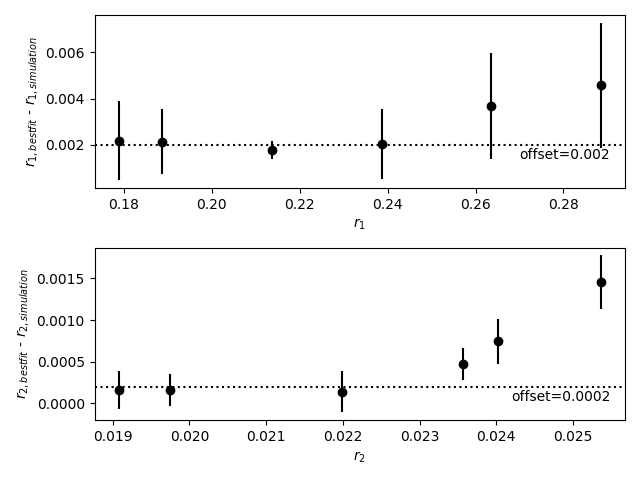 r1,bestfit - r1,simulation
0.006
0.004
0.002
offset=0.002
0.18 0.20 0.22 0.24 0.26 0.28
r1
r2,bestfit - r2,simulation
0.0015
0.0010
0.0005
0.0000
offset=0.0002
0.019 0.020 0.021 0.022 0.023 0.024 0.025
r2